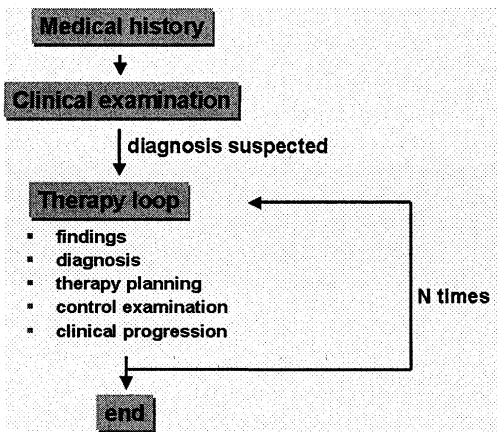 Medical history
Clinical examination
diagnosis suspected
Therapy loop
▪ findings
▪ diagnosis
▪ therapy planning
▪ control examination
▪ clinical progression
N times
end